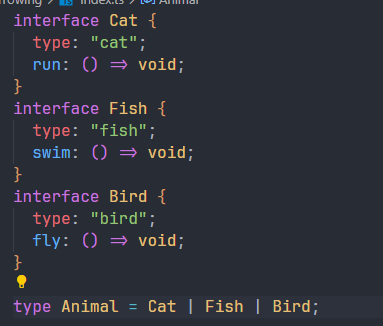 rrowing > index.ts > Animal
interface Cat {
type: "cat";
run: () => void;
}
interface Fish {
type: "fish";
swim: () => void;
}
interface Bird {
type: "bird";
fly: () => void;
}
type Animal = Cat | Fish | Bird;